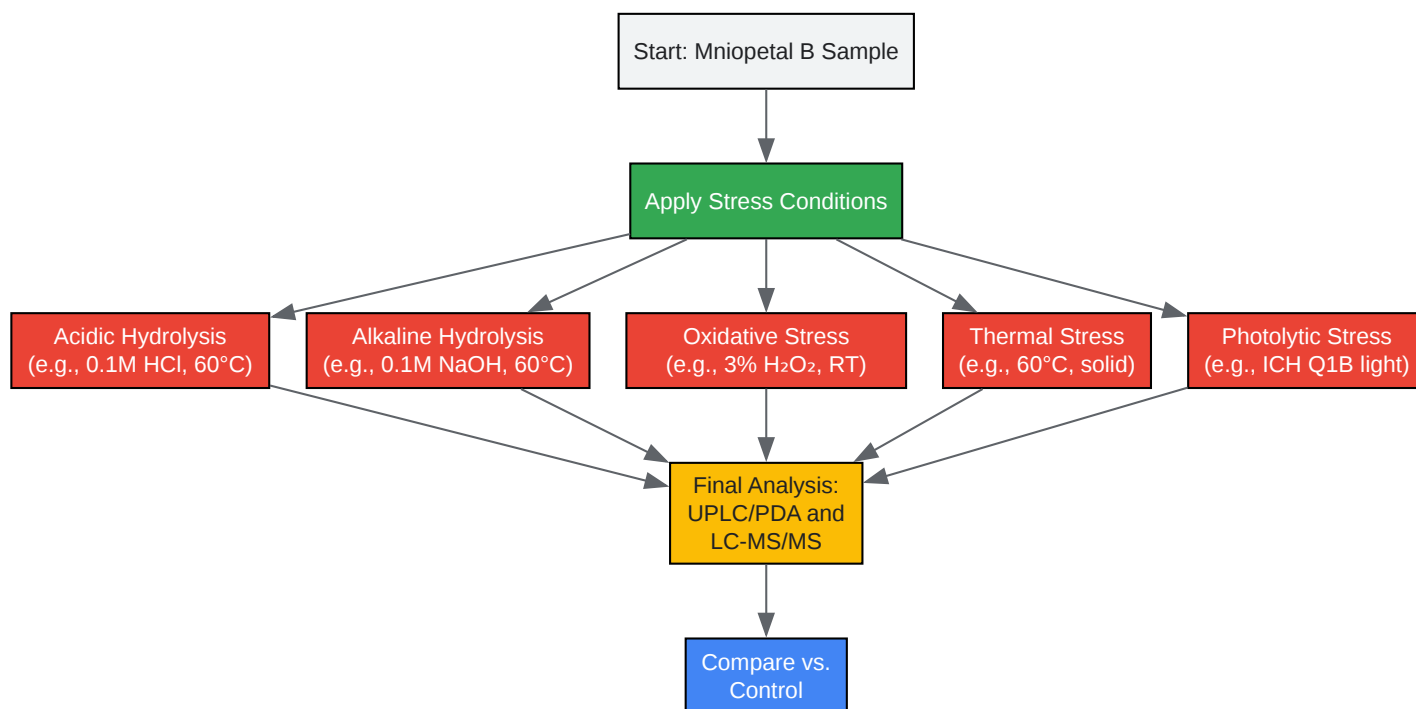 Start: Mniopetal B Sample
Apply Stress Conditions
Acidic Hydrolysis
(e.g., 0.1M HCl, 60°C)
Alkaline Hydrolysis
(e.g., 0.1M NaOH, 60°C)
Oxidative Stress
(e.g., 3% H₂O₂, RT)
Thermal Stress
(e.g., 60°C, solid)
Photolytic Stress
(e.g., ICH Q1B light)
Final Analysis:
UPLC/PDA and
LC-MS/MS
Compare vs.
Control